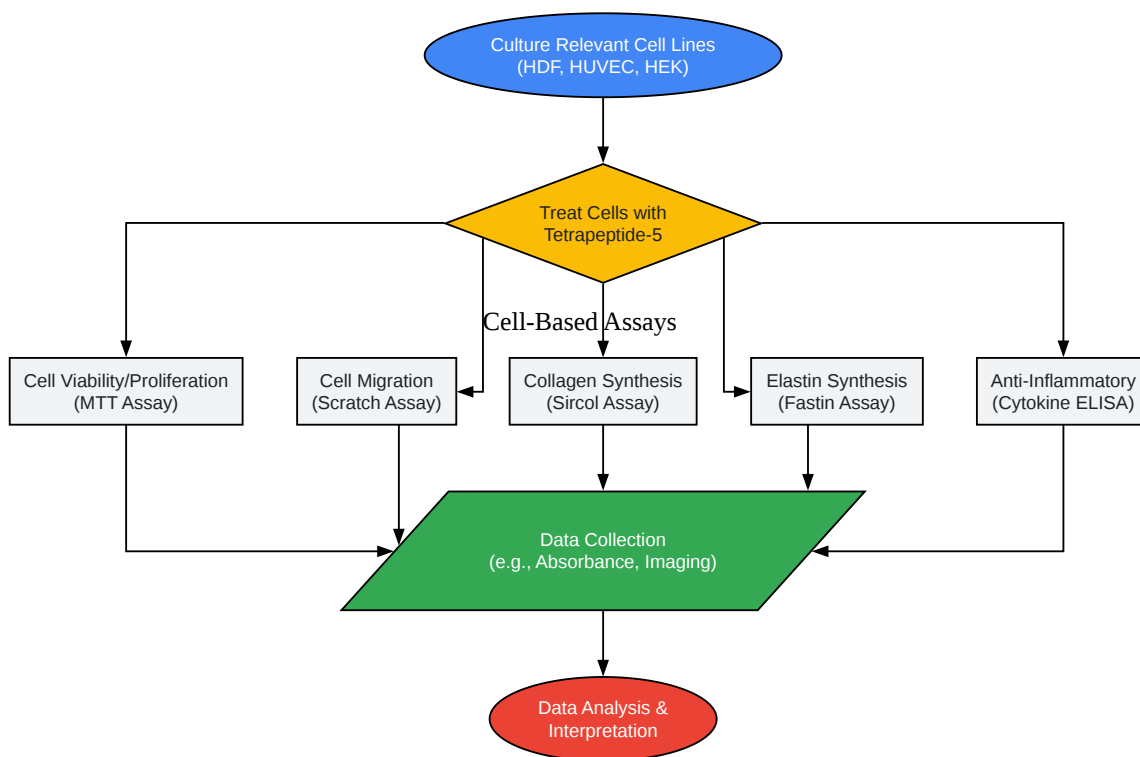 Culture Relevant Cell Lines
(HDF, HUVEC, HEK)
Treat Cells with
Tetrapeptide-5
Cell-Based Assays
Cell Viability/Proliferation
(MTT Assay)
Cell Migration
(Scratch Assay)
Collagen Synthesis
(Sircol Assay)
Elastin Synthesis
(Fastin Assay)
Anti-Inflammatory
(Cytokine ELISA)
Data Collection
(e.g., Absorbance, Imaging)
Data Analysis &
Interpretation